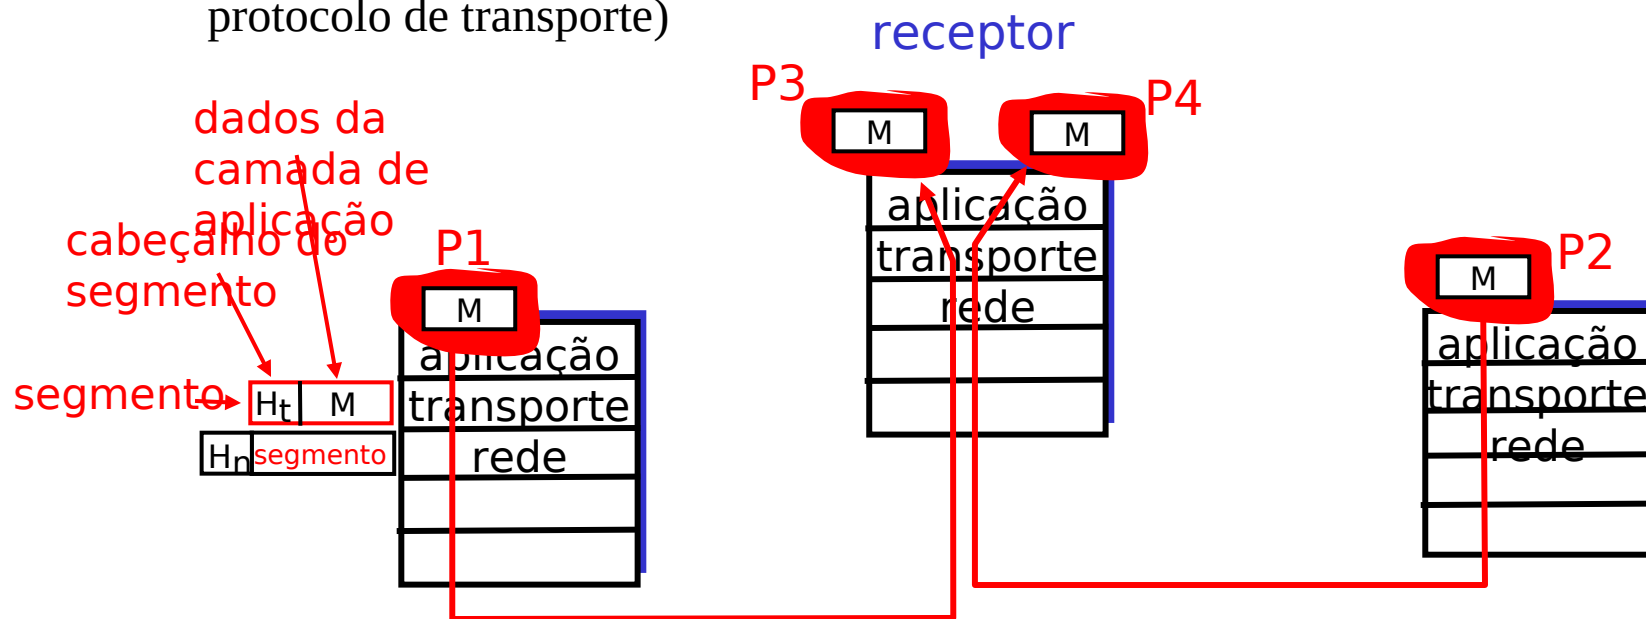 protocolo de transporte)
receptor
P3
M
M
P4
dados da
camada de
aplicação
cabeçalho do
segmento
P1
M
aplicação
transporte
rede
segmento
Ht
M
Hn
segmento
aplicação
transporte
rede
P2
M
aplicação
transporte
rede